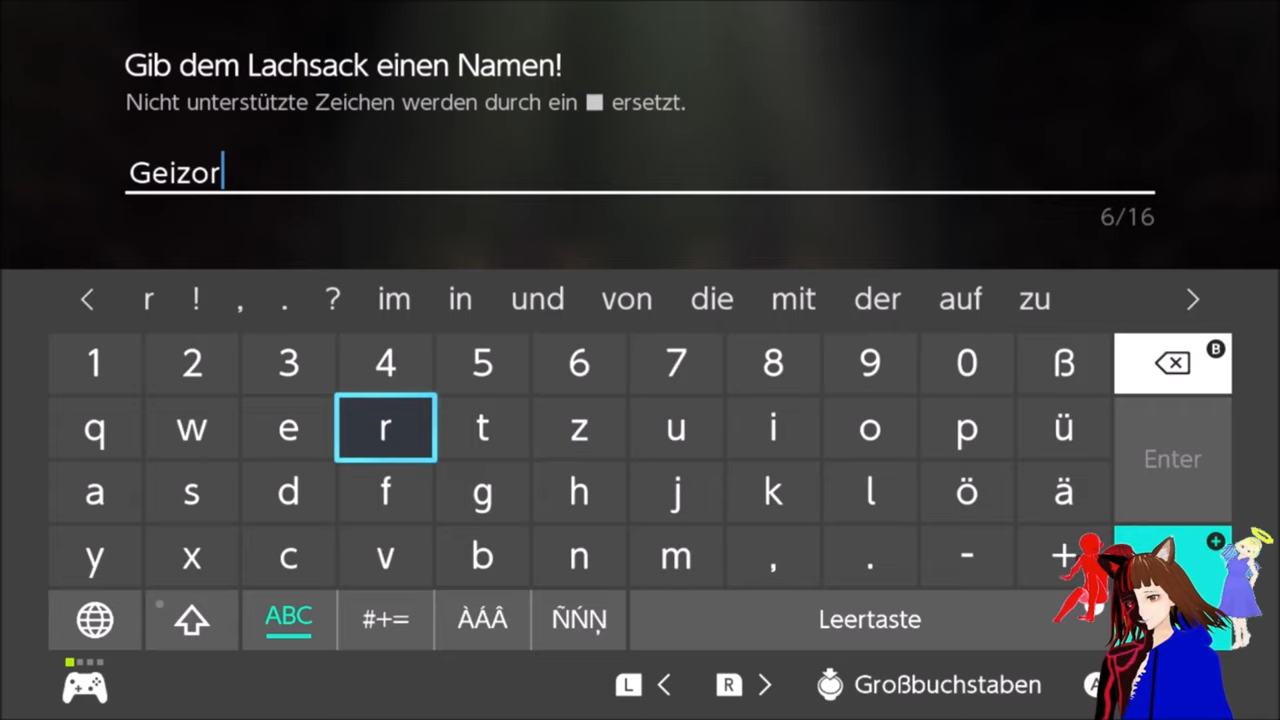 Gib dem Lachsack einen Namen!
Nicht unterstützte Zeichen werden durch ein ■ ersetzt.
Geizor
6/16
< r ! , . ? im in und von die mit der auf zu >
1 2 3 4 5 6 7 8 9 0 ß B
q w e r t z u i o p ü
Enter
a s d f g h j k l ö ä
y x c v b n m , . - + +
ABC #+= ÀÁÂ ÑŃŅ Leertaste
L < R > Großbuchstaben A